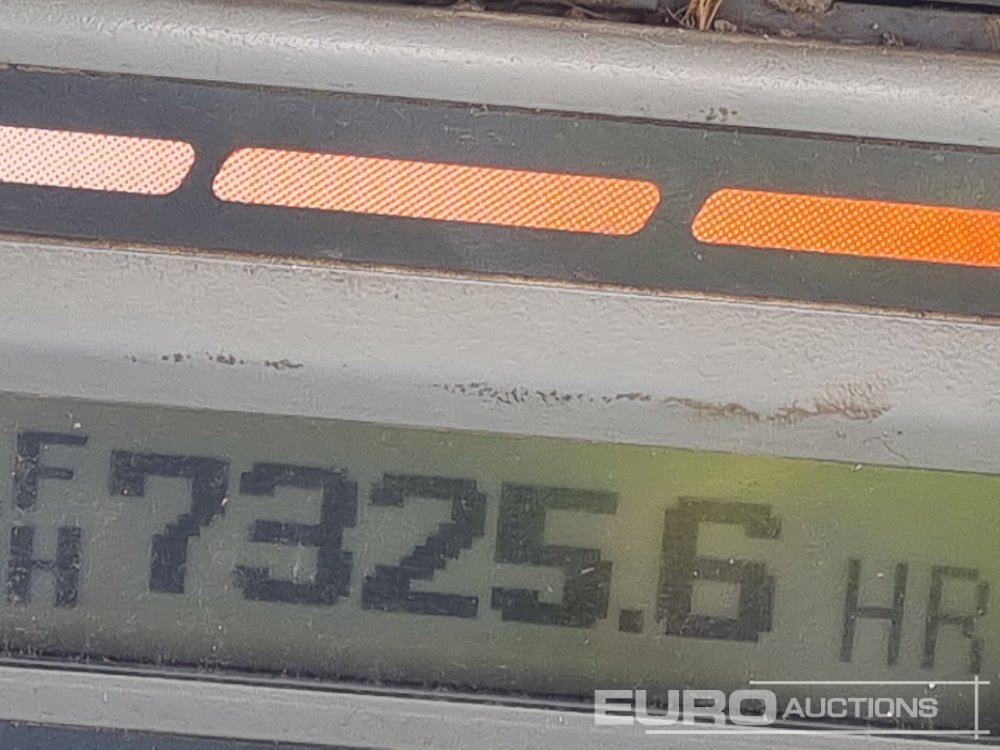 F 7325.6 HR
H
EURO AUCTIONS